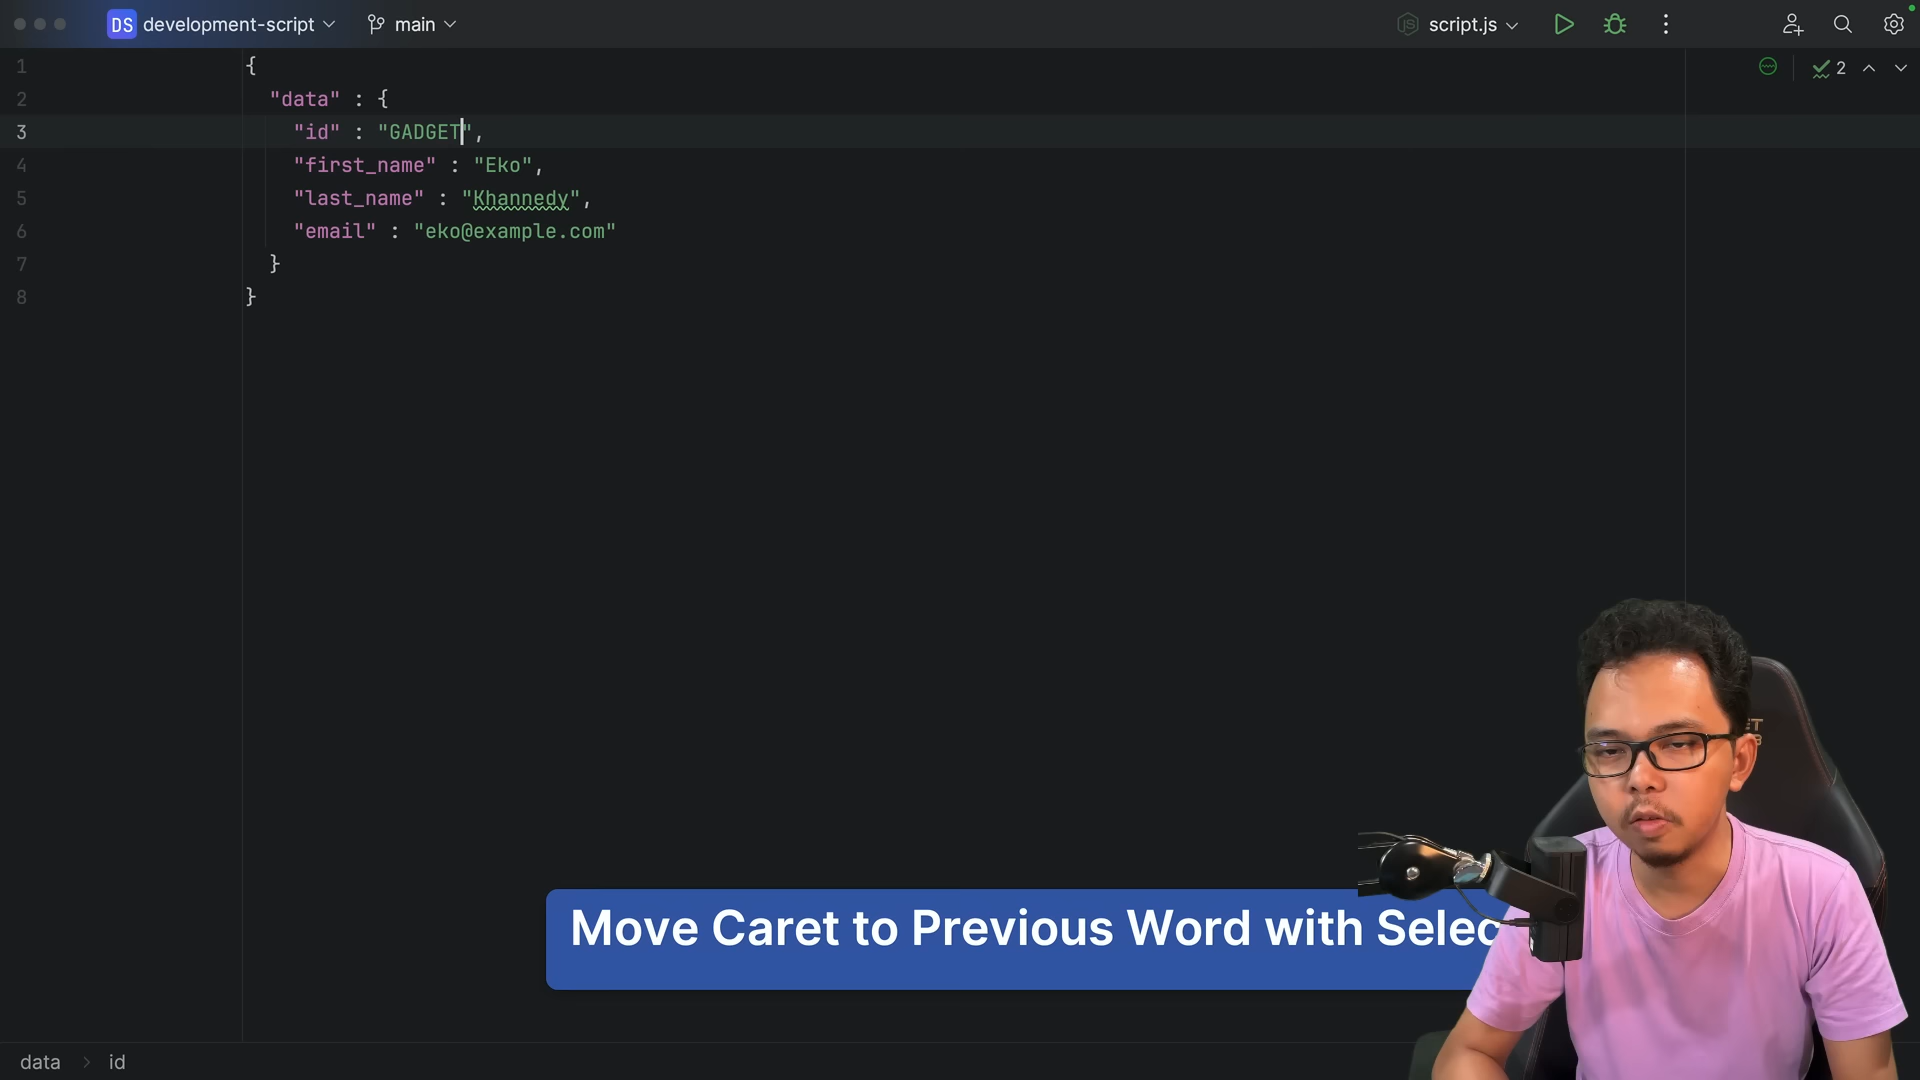 DS development-script main script.js
1 {
2 "data" : {
3 "id" : "GADGET",
4 "first_name" : "Eko",
5 "last_name" : "Khannedy",
6 "email" : "eko@example.com"
7 }
8 }
2
Move Caret to Previous Word with Selec
data > id